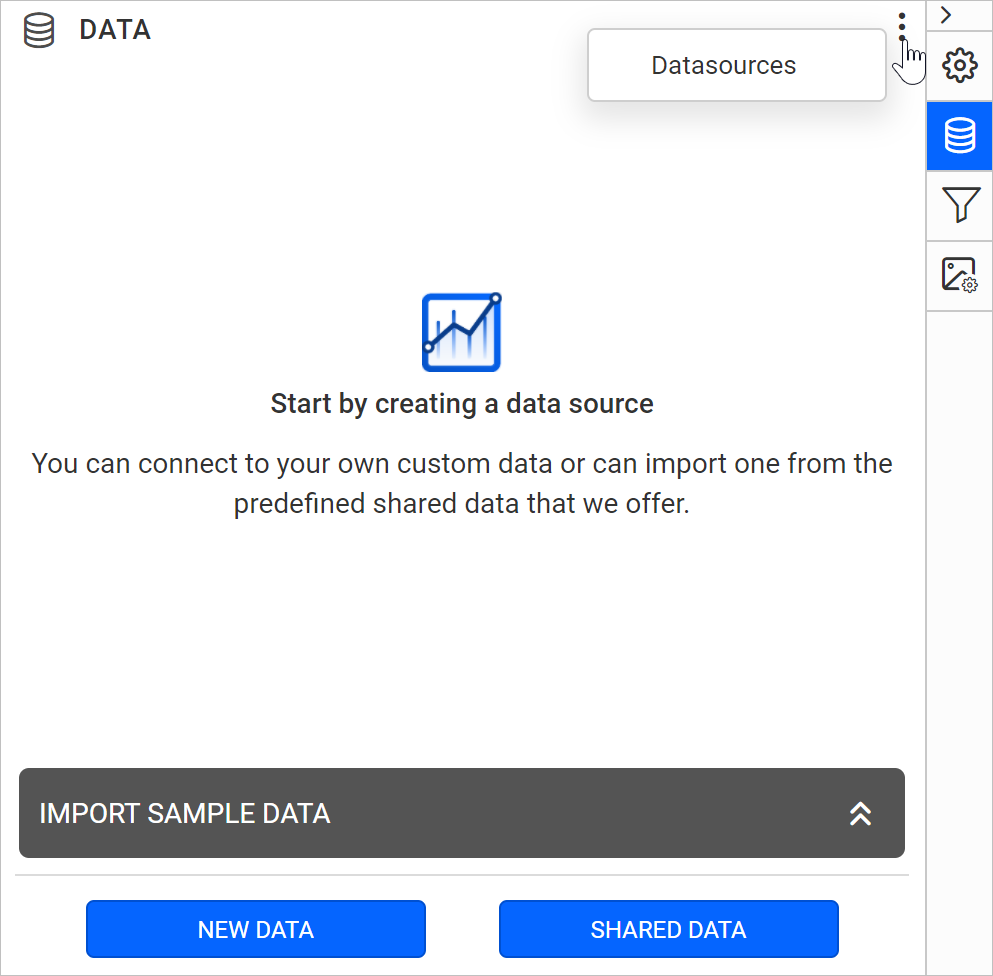 DATA
Datasources
Start by creating a data source
You can connect to your own custom data or can import one from the
predefined shared data that we offer.
IMPORT SAMPLE DATA
NEW DATA
SHARED DATA